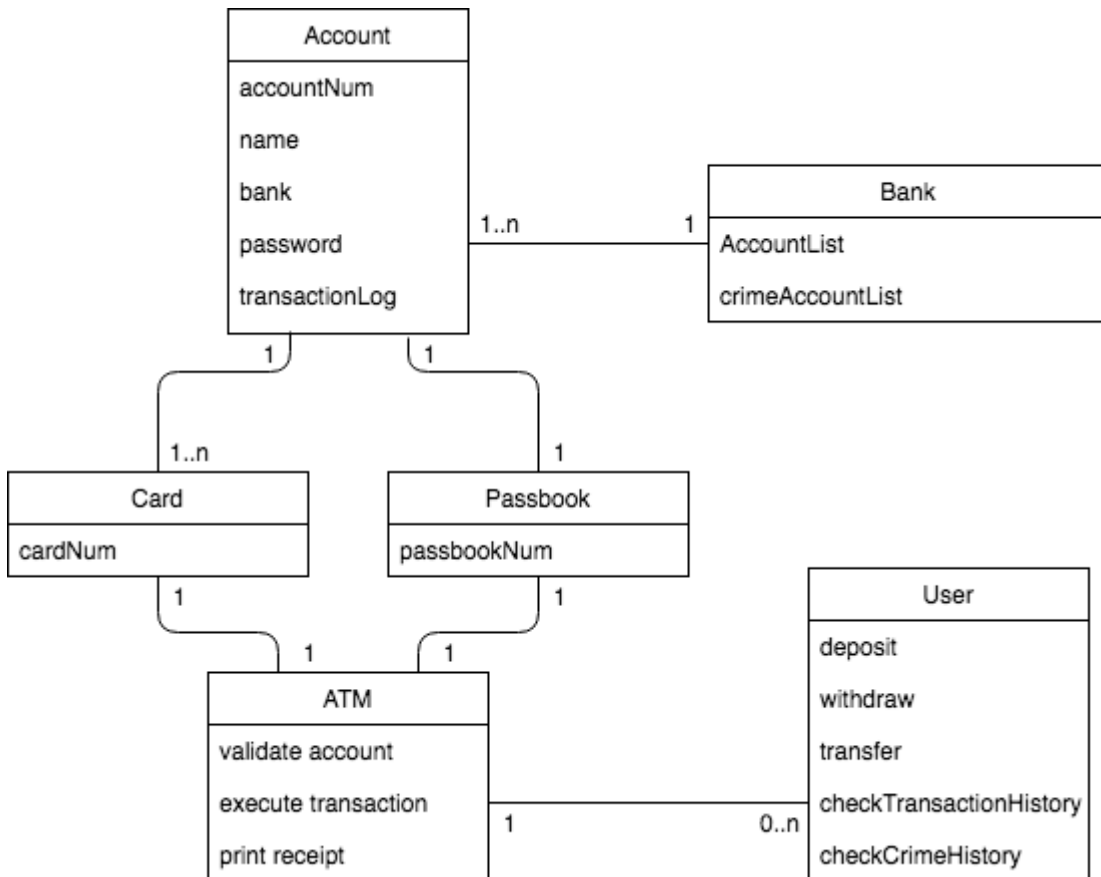 Account
accountNum
name
bank
password
transactionLog
1..n
1
Bank
AccountList
crimeAccountList
1
1
1..n
1
Card
cardNum
Passbook
passbookNum
1
1
1
1
ATM
validate account
execute transaction
print receipt
1
0..n
User
deposit
withdraw
transfer
checkTransactionHistory
checkCrimeHistory